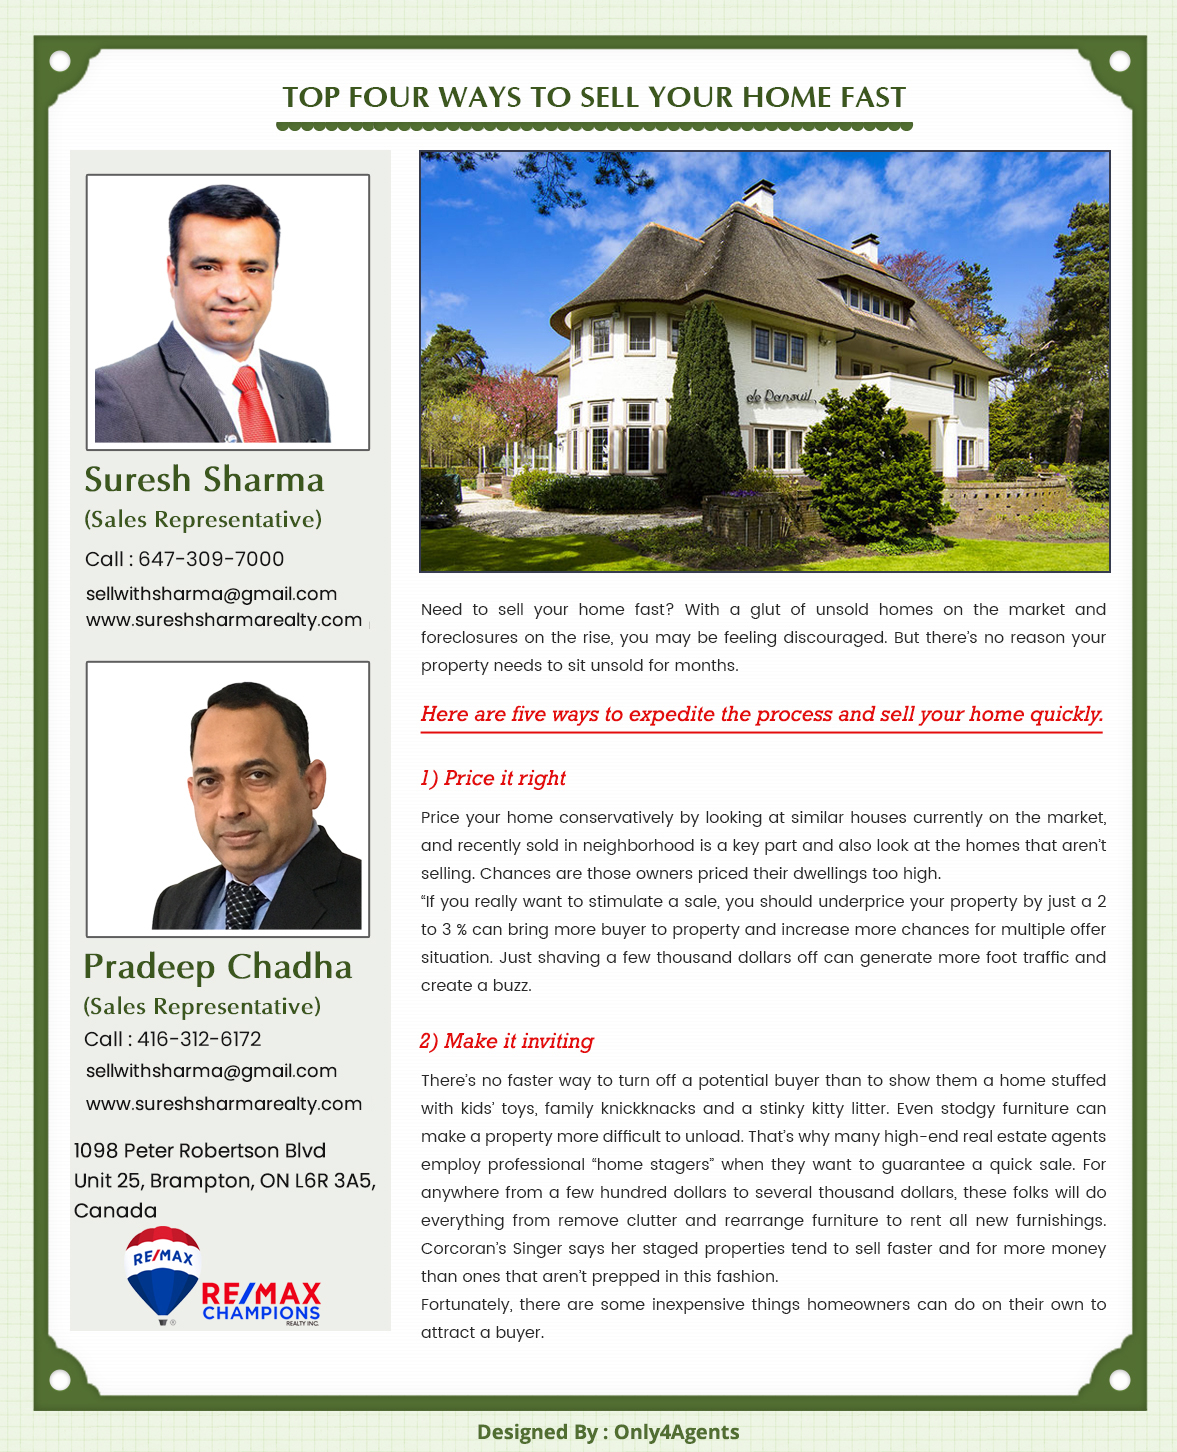 TOP FOUR WAYS TO SELL YOUR HOME FAST
Suresh Sharma
(Sales Representative)
Call : 647-309-7000
sellwithsharma@gmail.com
www.sureshsharmarealty.com
Pradeep Chadha
(Sales Representative)
Call : 416-312-6172
sellwithsharma@gmail.com
www.sureshsharmarealty.com
1098 Peter Robertson Blvd
Unit 25, Brampton, ON L6R 3A5,
Canada
RE/MAX
®
RE/MAX
CHAMPIONS
REALTY INC.
Need to sell your home fast? With a glut of unsold homes on the market and
foreclosures on the rise, you may be feeling discouraged. But there's no reason your
property needs to sit unsold for months.
Here are five ways to expedite the process and sell your home quickly.
1) Price it right
Price your home conservatively by looking at similar houses currently on the market,
and recently sold in neighborhood is a key part and also look at the homes that aren't
selling. Chances are those owners priced their dwellings too high.
“If you really want to stimulate a sale, you should underprice your property by just a 2
to 3 % can bring more buyer to property and increase more chances for multiple offer
situation. Just shaving a few thousand dollars off can generate more foot traffic and
create a buzz.
2) Make it inviting
There's no faster way to turn off a potential buyer than to show them a home stuffed
with kids' toys, family knickknacks and a stinky kitty litter. Even stodgy furniture can
make a property more difficult to unload. That's why many high-end real estate agents
employ professional “home stagers” when they want to guarantee a quick sale. For
anywhere from a few hundred dollars to several thousand dollars, these folks will do
everything from remove clutter and rearrange furniture to rent all new furnishings.
Corcoran's Singer says her staged properties tend to sell faster and for more money
than ones that aren't prepped in this fashion.
Fortunately, there are some inexpensive things homeowners can do on their own to
attract a buyer.
Designed By : Only4Agents